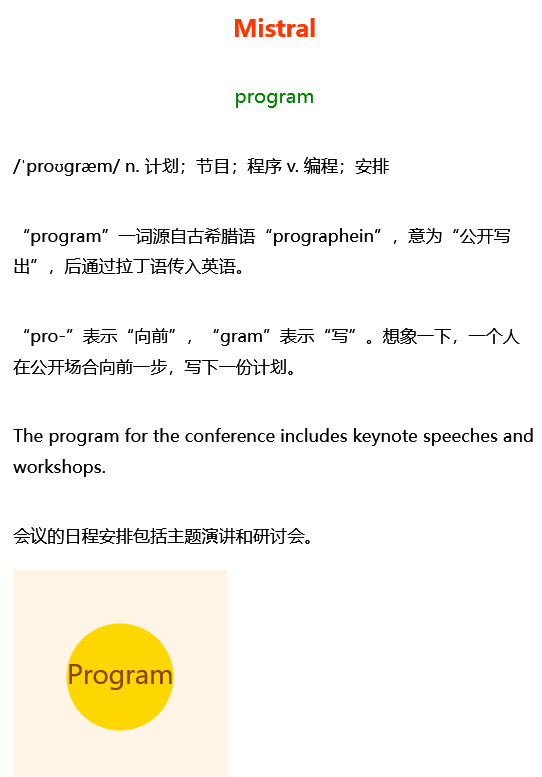 Mistral
program
/ˈproʊɡræm/ n. 计划；节目；程序 v. 编程；安排
“program”一词源自古希腊语“prographein”，意为“公开写
出”，后通过拉丁语传入英语。
“pro-”表示“向前”，“gram”表示“写”。想象一下，一个人
在公开场合向前一步，写下一份计划。
The program for the conference includes keynote speeches and
workshops.
会议的日程安排包括主题演讲和研讨会。
Program